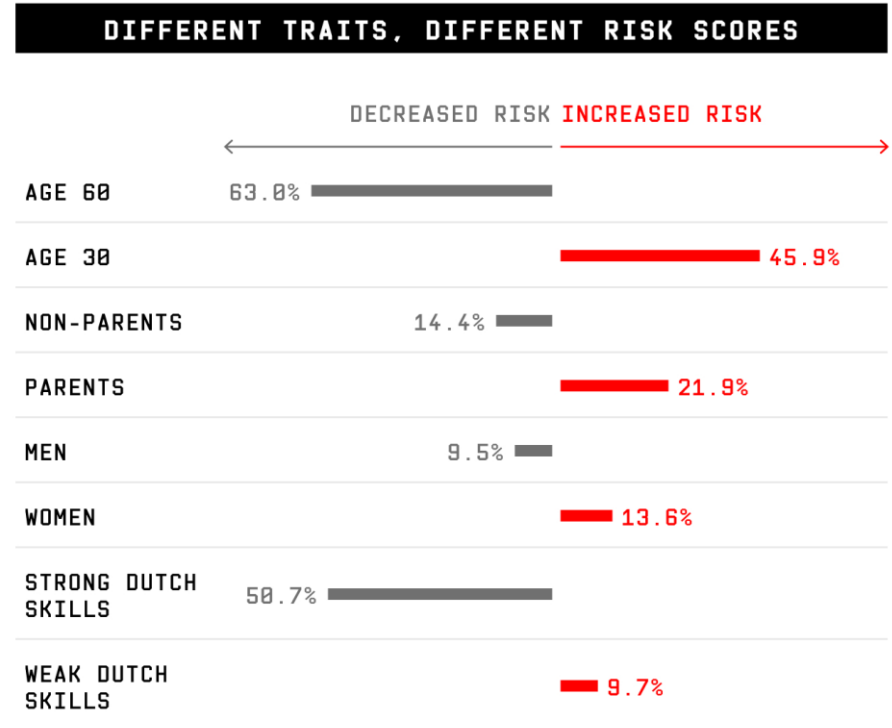 DIFFERENT TRAITS, DIFFERENT RISK SCORES
DECREASED RISK INCREASED RISK
AGE 60 63.0%
AGE 30 45.9%
NON-PARENTS 14.4%
PARENTS 21.9%
MEN 9.5%
WOMEN 13.6%
STRONG DUTCH
SKILLS 50.7%
WEAK DUTCH
SKILLS 9.7%